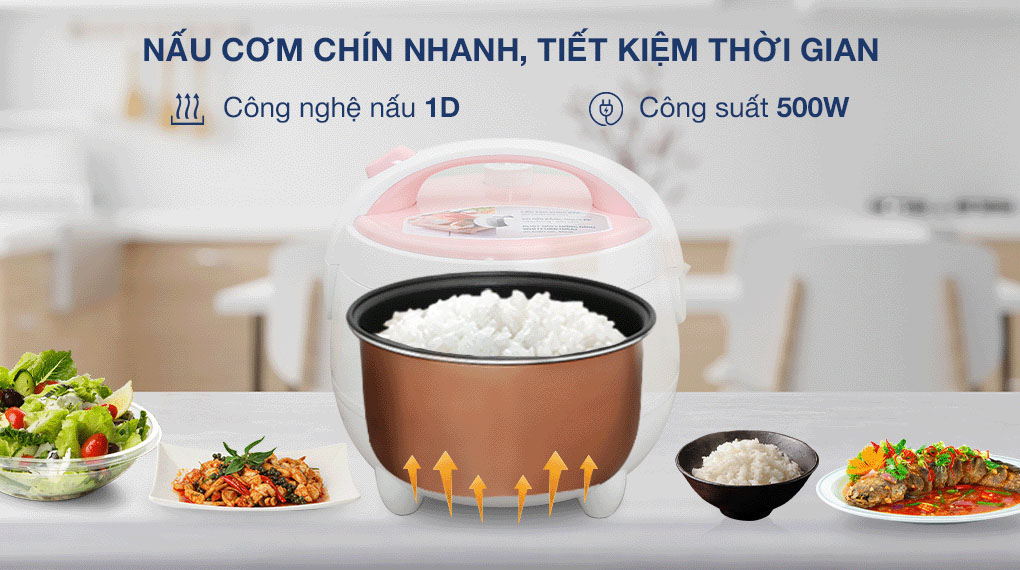 NẤU CƠM CHÍN NHANH, TIẾT KIỆM THỜI GIAN
Công nghệ nấu 1D
Công suất 500W